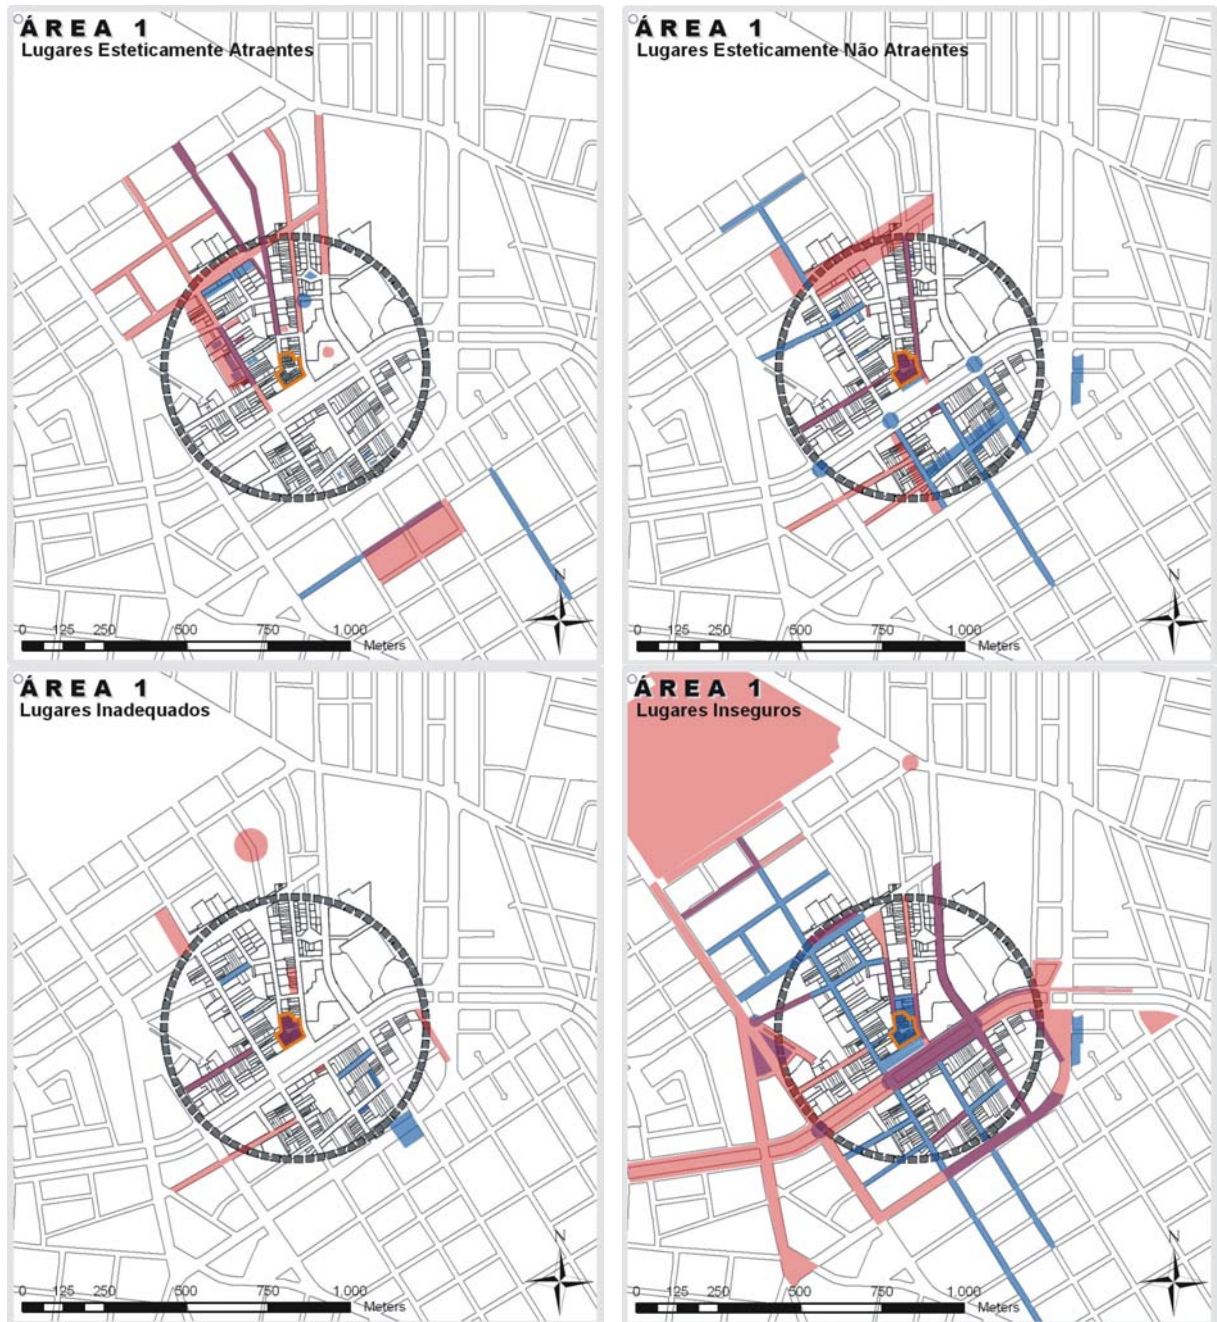 ÁREA 1
Lugares Esteticamente Atraentes
N
0 125 250 500 750 1.000
Meters
ÁREA 1
Lugares Esteticamente Não Atraentes
N
0 125 250 500 750 1.000
Meters
ÁREA 1
Lugares Inadequados
N
0 125 250 500 750 1.000
Meters
ÁREA 1
Lugares Inseguros
N
0 125 250 500 750 1.000
Meters